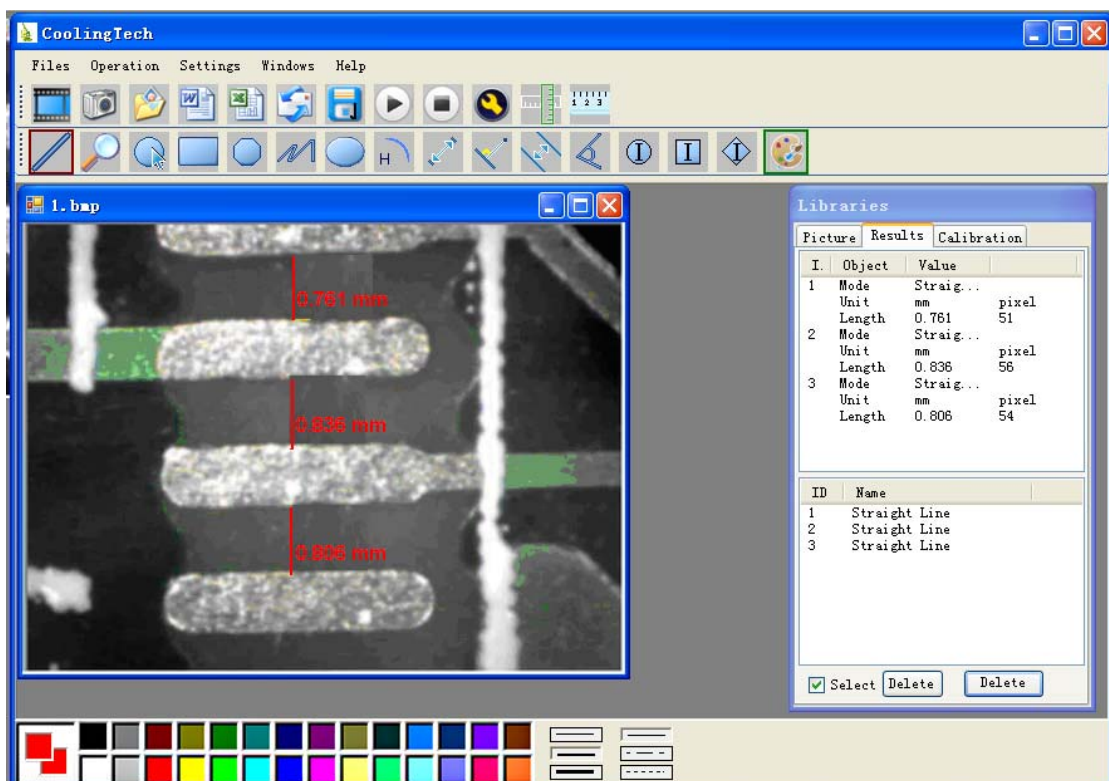 CoolingTech
Files Operation Settings Windows Help
1 2 3
H
1.bmp
0.761 mm
0.836 mm
0.806 mm
Libraries
Picture Results Calibration
I. Object Value
1 Mode Straig...
Unit mm pixel
Length 0.761 51
2 Mode Straig...
Unit mm pixel
Length 0.836 56
3 Mode Straig...
Unit mm pixel
Length 0.806 54
ID Name
1 Straight Line
2 Straight Line
3 Straight Line
Select Delete Delete